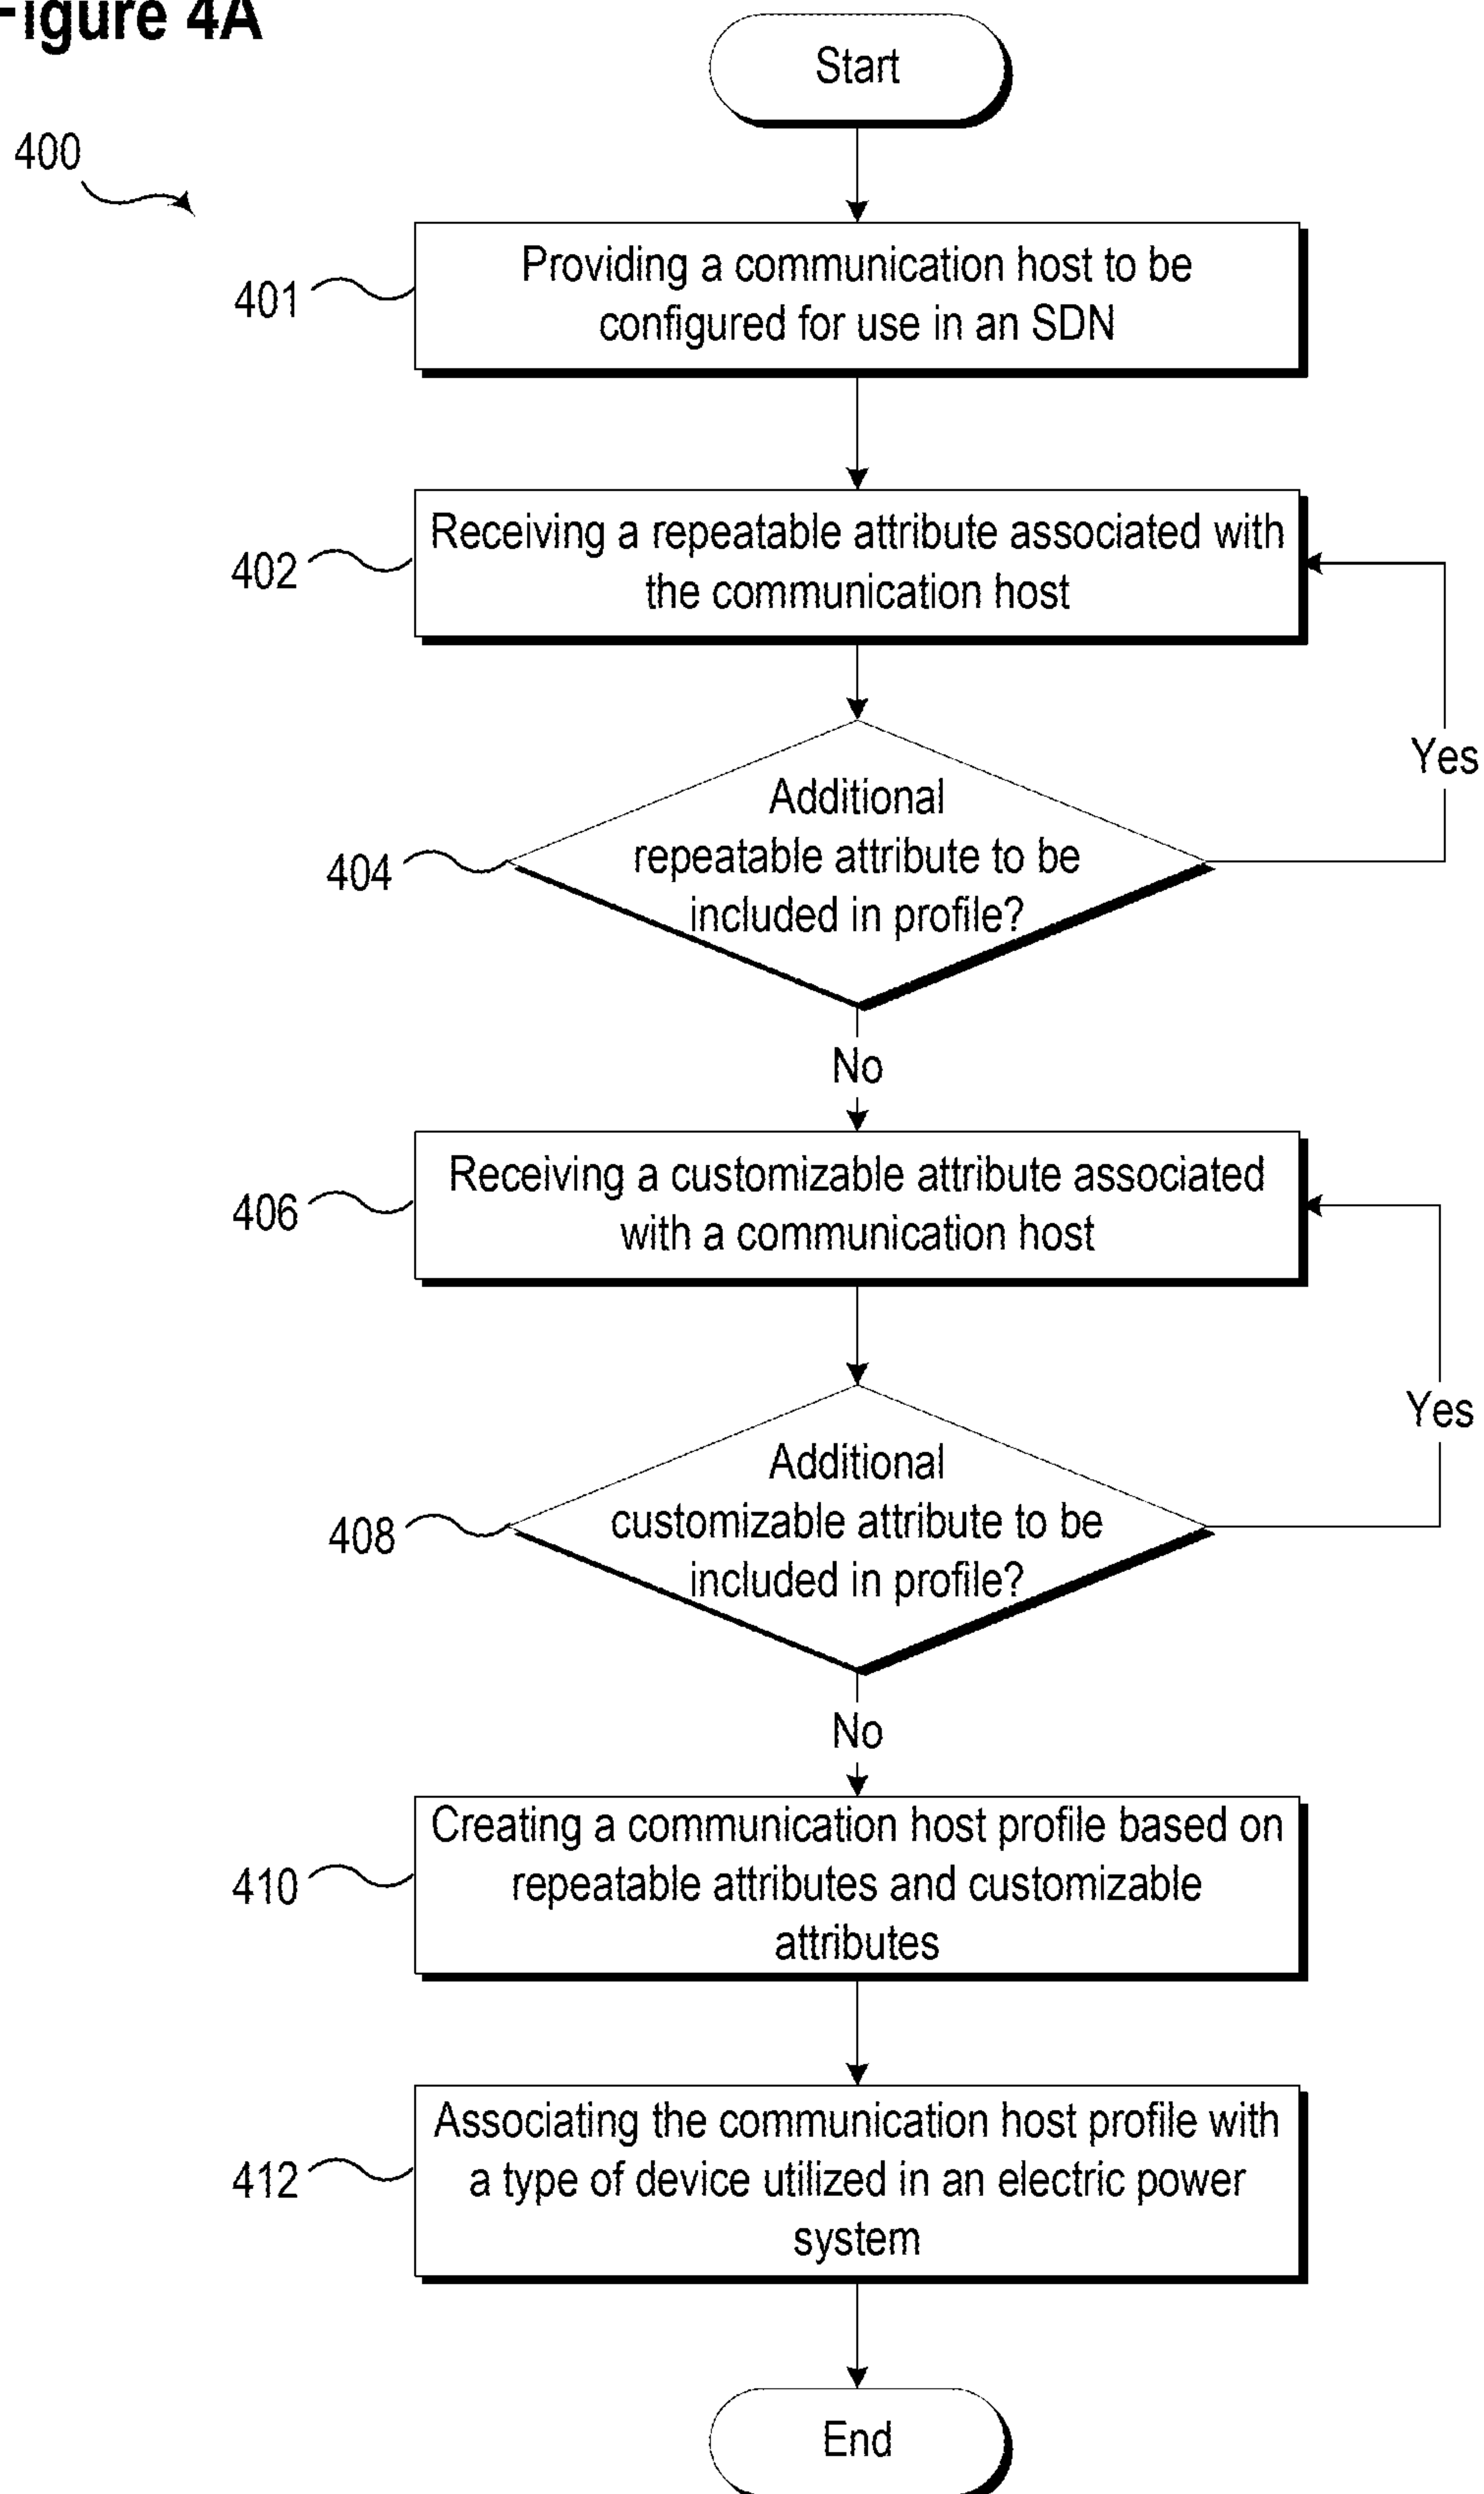 Figure 4A
Start
400
401
Providing a communication host to be
configured for use in an SDN
402
Receiving a repeatable attribute associated with
the communication host
Yes
404
Additional
repeatable attribute to be
included in profile?
No
406
Receiving a customizable attribute associated
with a communication host
Yes
408
Additional
customizable attribute to be
included in profile?
No
410
Creating a communication host profile based on
repeatable attributes and customizable
attributes
412
Associating the communication host profile with
a type of device utilized in an electric power
system
End